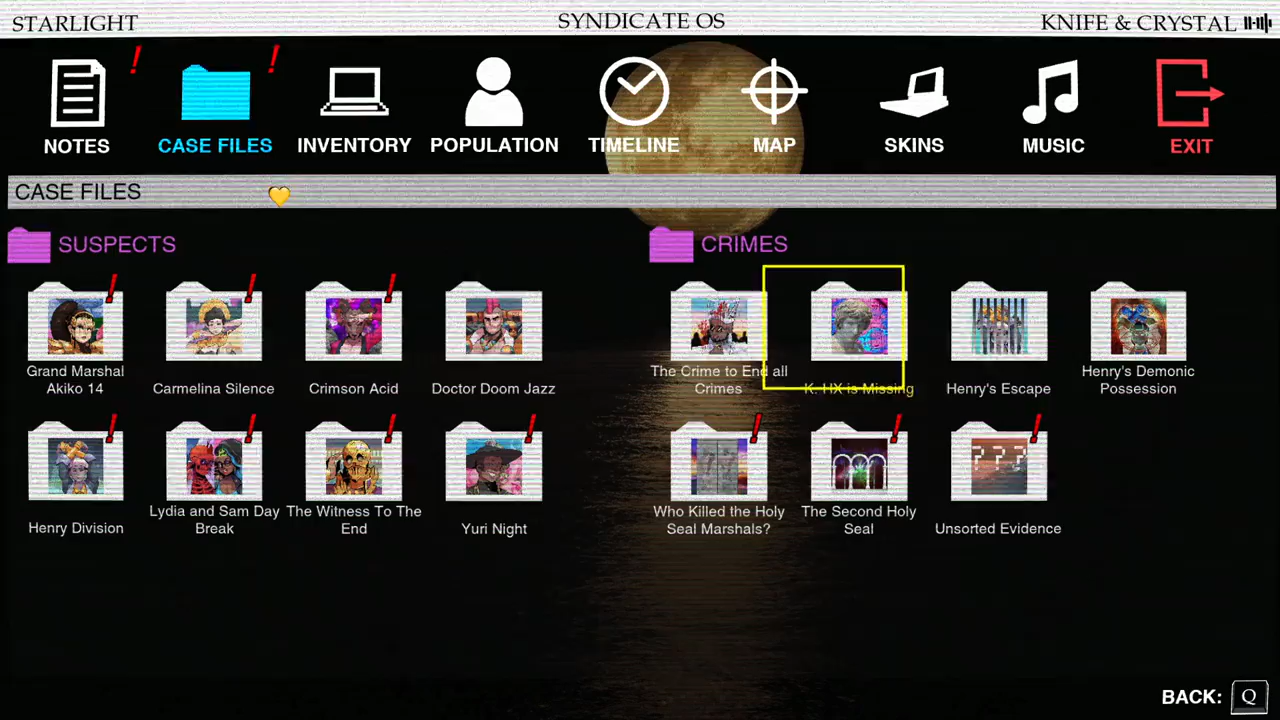 STARLIGHT
SYNDICATE OS
KNIFE & CRYSTAL
NOTES
CASE FILES
INVENTORY
POPULATION
TIMELINE
MAP
SKINS
MUSIC
EXIT
CASE FILES
SUSPECTS
Grand Marshal
Akiko 14
Carmelina Silence
Crimson Acid
Doctor Doom Jazz
Henry Division
Lydia and Sam Day
Break
The Witness To The
End
Yuri Night
CRIMES
The Crime to End all
Crimes
K. HX is Missing
Henry's Escape
Henry's Demonic
Possession
Who Killed the Holy
Seal Marshals?
The Second Holy
Seal
? ? ?
Unsorted Evidence
BACK: Q